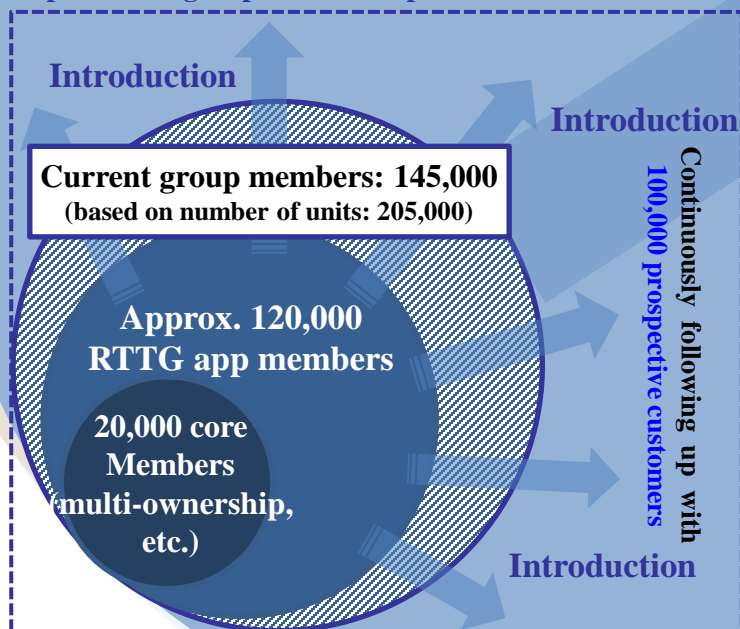 Introduction
Introduction
Current group members: 145,000
(based on number of units: 205,000)
Approx. 120,000
RTTG app members
20,000 core
Members
(multi-ownership,
etc.)
Continuously following up with
100,000 prospective customers
Introduction